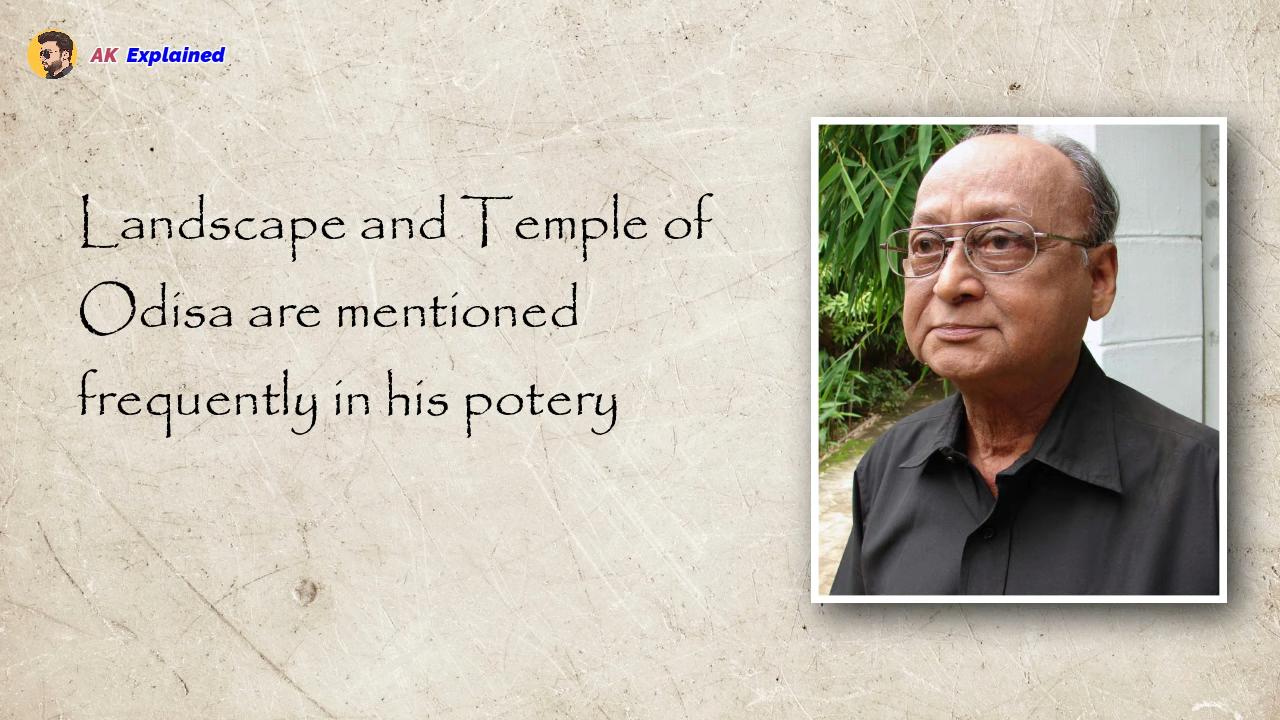 AK Explained
Landscape and Temple of
Odisa are mentioned
frequently in his potery